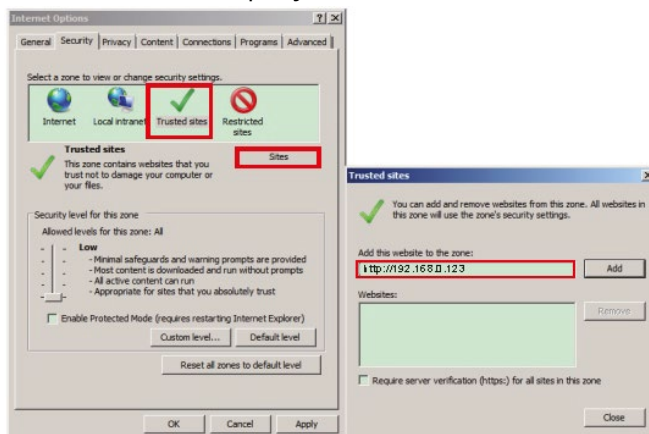 Internet Options
General Security Privacy Content Connections Programs Advanced
Select a zone to view or change security settings.
Internet Local intranet Trusted sites Restricted sites
Trusted sites
This zone contains websites that you
trust not to damage your computer or
your files.
Sites
Security level for this zone
Allowed levels for this zone: All
Low
- Minimal safeguards and warning prompts are provided
- Most content is downloaded and run without prompts
- All active content can run
- Appropriate for sites that you absolutely trust
Enable Protected Mode (requires restarting Internet Explorer)
Custom level... Default level
Reset all zones to default level
OK Cancel Apply
Trusted sites
You can add and remove websites from this zone. All websites in
this zone will use the zone's security settings.
Add this website to the zone:
http://192.168.0.123 Add
Websites:
Remove
Require server verification (https:) for all sites in this zone
Close